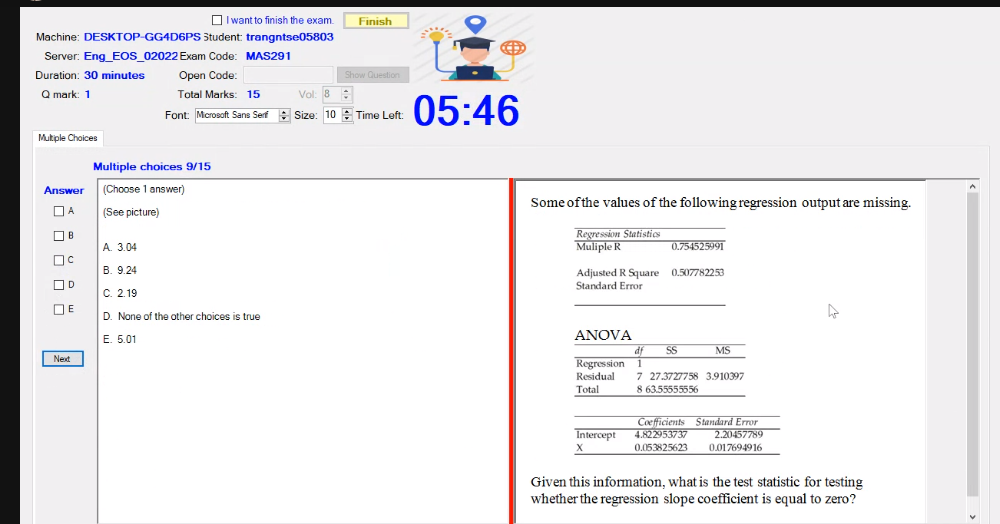 I want to finish the exam. Finish
Machine: DESKTOP-GG4D6PS Student: trangntse05803
Server: Eng_EOS_02022 Exam Code: MAS291
Duration: 30 minutes Open Code: Show Question
Q mark: 1 Total Marks: 15 Vol: 8
Font: Microsoft Sans Serif Size: 10 Time Left: 05:46
Multiple Choices
Multiple choices 9/15
Answer
A
B
C
D
E
Next
(Choose 1 answer)
(See picture)
A. 3.04
B. 9.24
C. 2.19
D. None of the other choices is true
E. 5.01
Some of the values of the following regression output are missing.
Regression Statistics
Muliple R 0.754525991
Adjusted R Square 0.507782253
Standard Error
ANOVA
df SS MS
Regression 1
Residual 7 27.3727758 3.910397
Total 8 63.55555556
Coefficients Standard Error
Intercept 4.822953737 2.20457789
X 0.053825623 0.017694916
Given this information, what is the test statistic for testing
whether the regression slope coefficient is equal to zero?